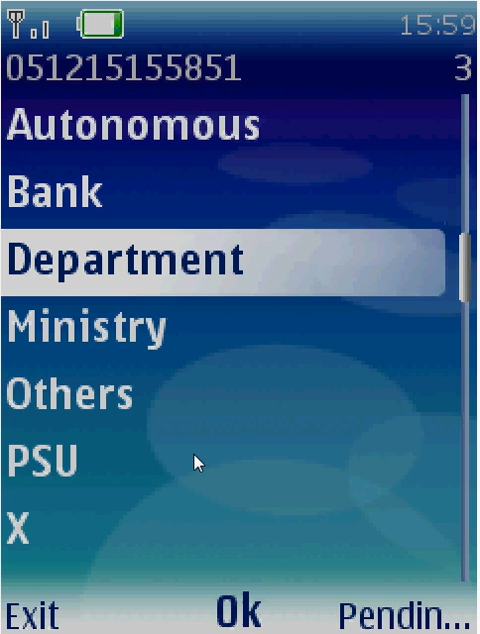 15:59
051215155851 3
Autonomous
Bank
Department
Ministry
Others
PSU
X
Exit Ok Pendin...